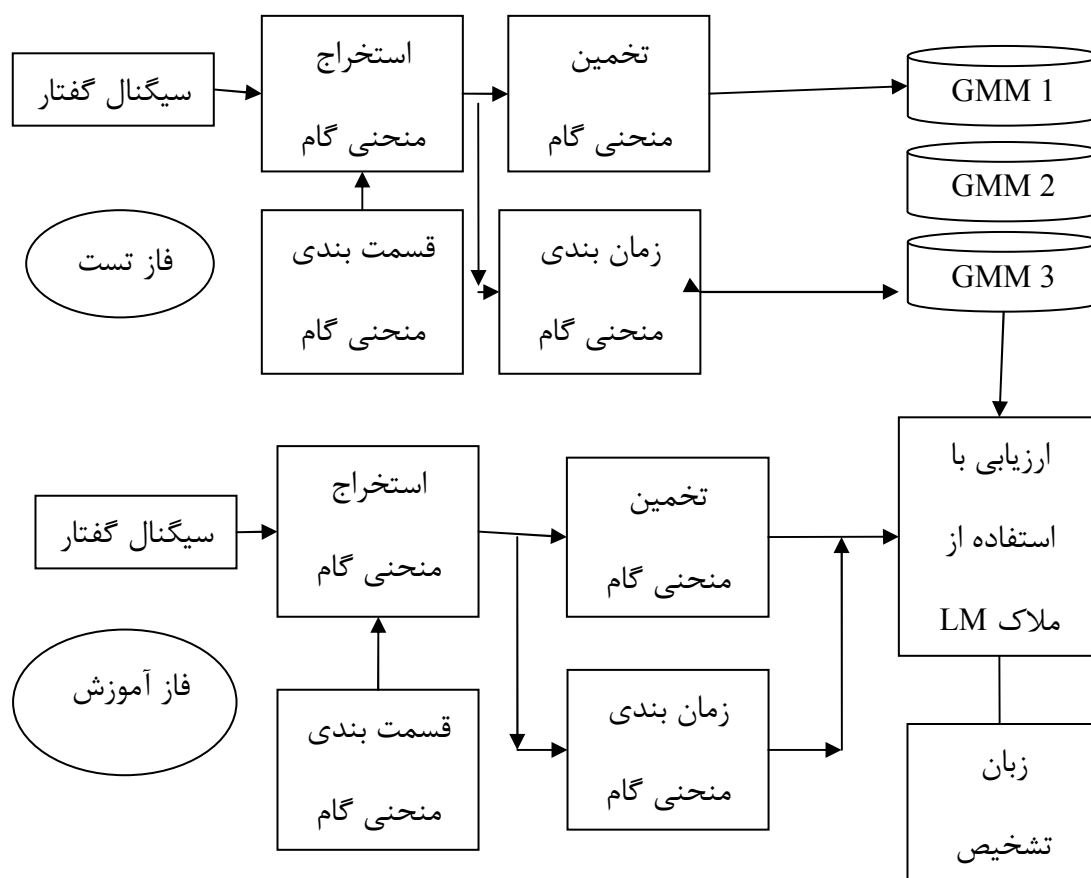 سیگنال گفتار
استخراج
منحنی گام
تخمین
منحنی گام
GMM 1
GMM 2
GMM 3
فاز تست
قسمت بندی
منحنی گام
زمان بندی
منحنی گام
سیگنال گفتار
استخراج
منحنی گام
تخمین
منحنی گام
ارزیابی با
استفاده از
ملاک LM
فاز آموزش
قسمت بندی
منحنی گام
زمان بندی
منحنی گام
زبان
تشخیص